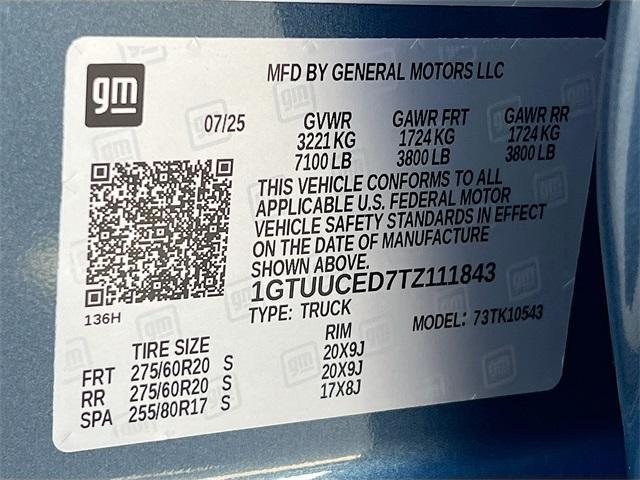 gm
MFD BY GENERAL MOTORS LLC
07/25 GVWR GAWR FRT GAWR RR
3221 KG 1724 KG 1724 KG
7100 LB 3800 LB 3800 LB
THIS VEHICLE CONFORMS TO ALL
APPLICABLE U.S. FEDERAL MOTOR
VEHICLE SAFETY STANDARDS IN EFFECT
ON THE DATE OF MANUFACTURE
SHOWN ABOVE.
1GTUUCED7TZ111843
136H
TYPE: TRUCK MODEL: 73TK10543
TIRE SIZE RIM
FRT 275/60R20 S 20X9J
RR 275/60R20 S 20X9J
SPA 255/80R17 S 17X8J